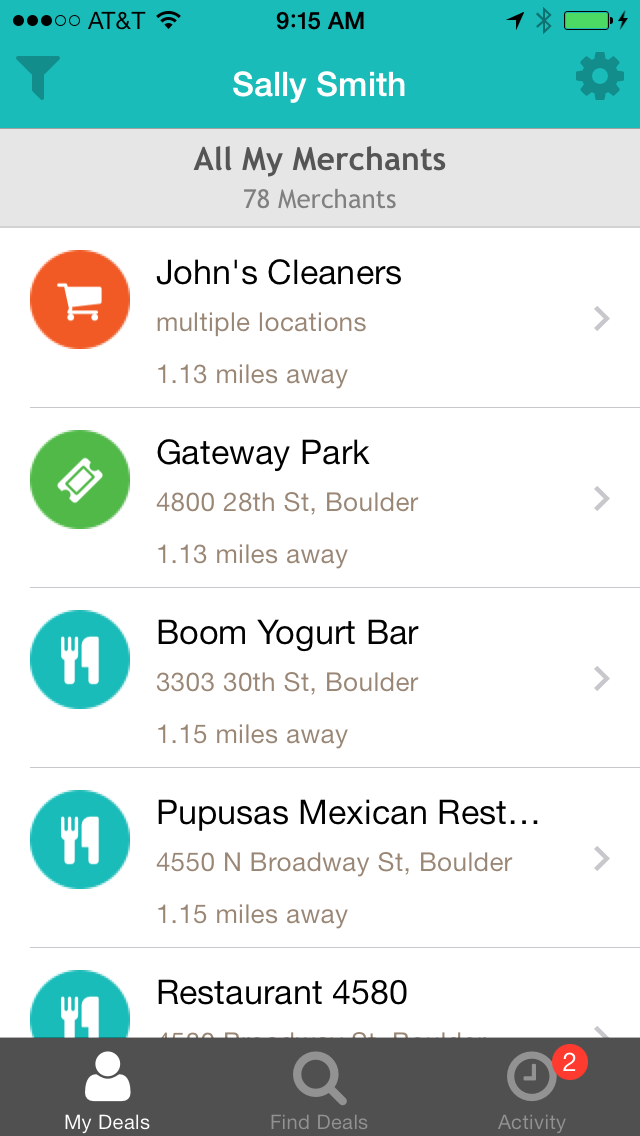 AT&T 9:15 AM
Sally Smith
All My Merchants
78 Merchants
John's Cleaners
multiple locations
1.13 miles away
Gateway Park
4800 28th St, Boulder
1.13 miles away
Boom Yogurt Bar
3303 30th St, Boulder
1.15 miles away
Pupusas Mexican Rest...
4550 N Broadway St, Boulder
1.15 miles away
Restaurant 4580
2
My Deals Find Deals Activity